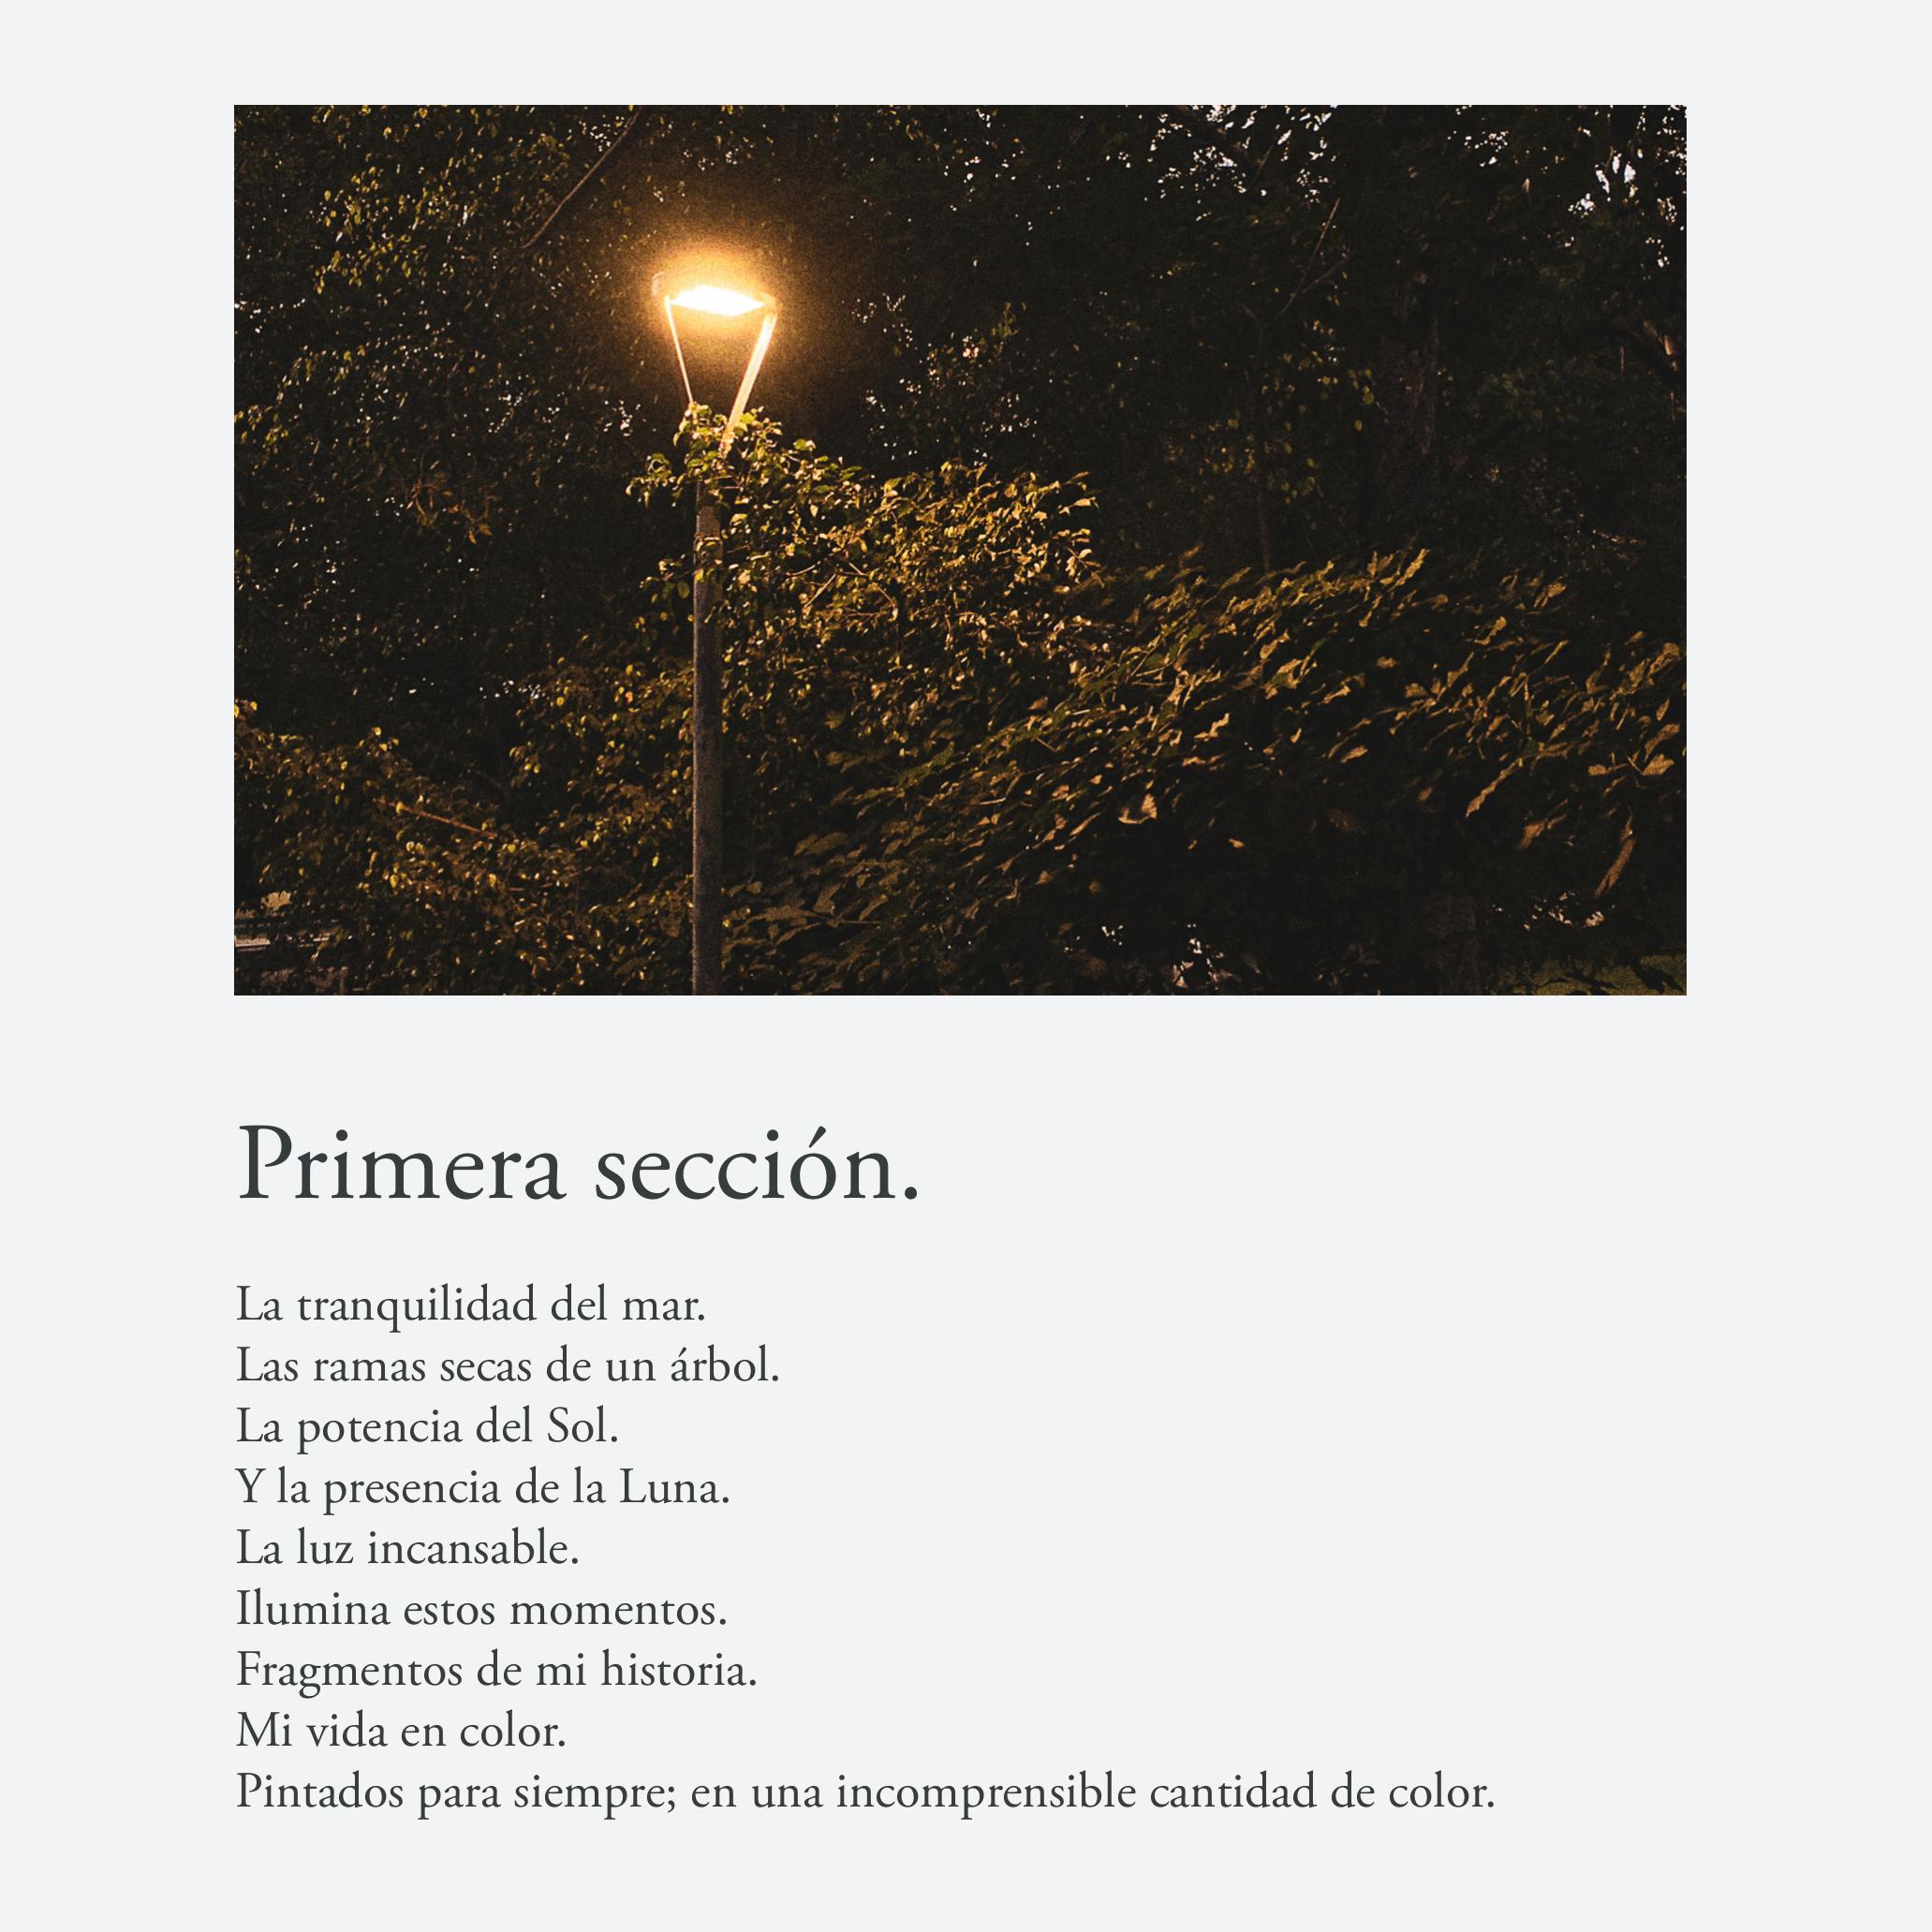 Primera sección.
La tranquilidad del mar.
Las ramas secas de un árbol.
La potencia del Sol.
Y la presencia de la Luna.
La luz incansable.
Ilumina estos momentos.
Fragmentos de mi historia.
Mi vida en color.
Pintados para siempre; en una incomprensible cantidad de color.